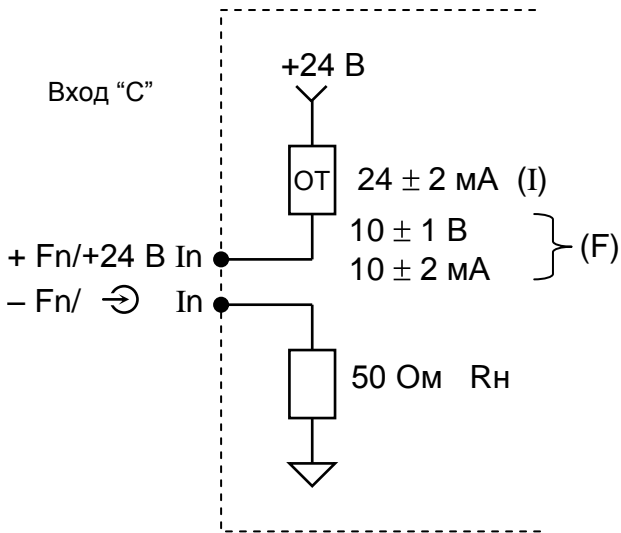 +24 В
Вход “С”
ОТ 24 ± 2 мА (I)
10 ± 1 В
10 ± 2 мА
(F)
+ Fn/+24 В In
– Fn/ In
50 Ом Rн